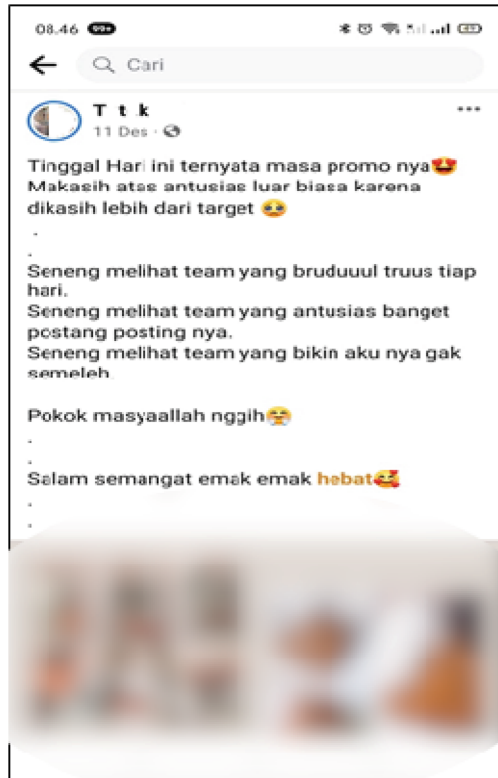 08.46 99+
Cari
T t k
11 Des ·
Tinggal Hari ini ternyata masa promo nya🤩
Makasih atas antusias luar biasa karena
dikasih lebih dari target 🥺
.
.
Seneng melihat team yang bruduuul truus tiap
hari.
Seneng melihat team yang antusias banget
postang posting nya.
Seneng melihat team yang bikin aku nya gak
semeleh.
Pokok masyaallah nggih😤
.
.
Salam semangat emak emak hebat🥰
.
.